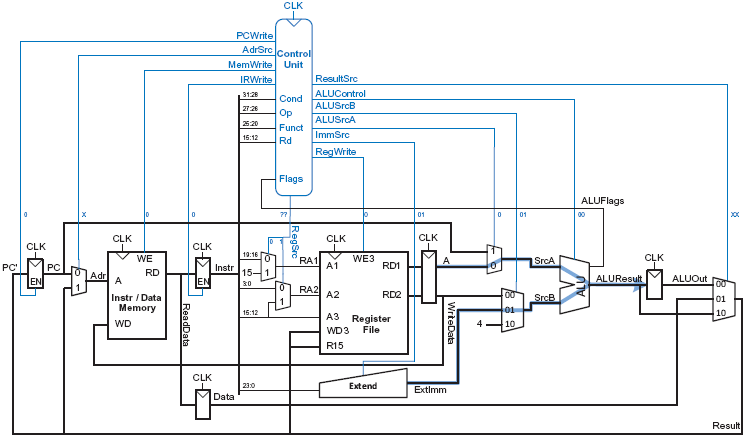 CLK
PCWrite
AdrSrc
MemWrite
IRWrite
Control
Unit
ResultSrc
ALUControl
ALUSrcB
ALUSrcA
ImmSrc
RegWrite
31:28
27:26
25:20
15:12
Cond
Op
Funct
Rd
Flags
ALUFlags
0 X 0 0 ?? 0 01 0 01 00 XX
RegSrc
0 1
CLK
PC'
PC
EN
0
1
Adr
CLK
WE
A
RD
Instr / Data
Memory
WD
CLK
EN
Instr
ReadData
19:16
15
3:0
15:12
23:0
0
1
RA1
0
1
RA2
CLK
WE3
A1
RD1
A2
RD2
A3
WD3
R15
Register
File
CLK
A
WriteData
1
0
SrcA
00
01
10
4
SrcB
ALU
ALUResult
CLK
ALUOut
00
01
10
CLK
Data
Extend
ExtImm
Result